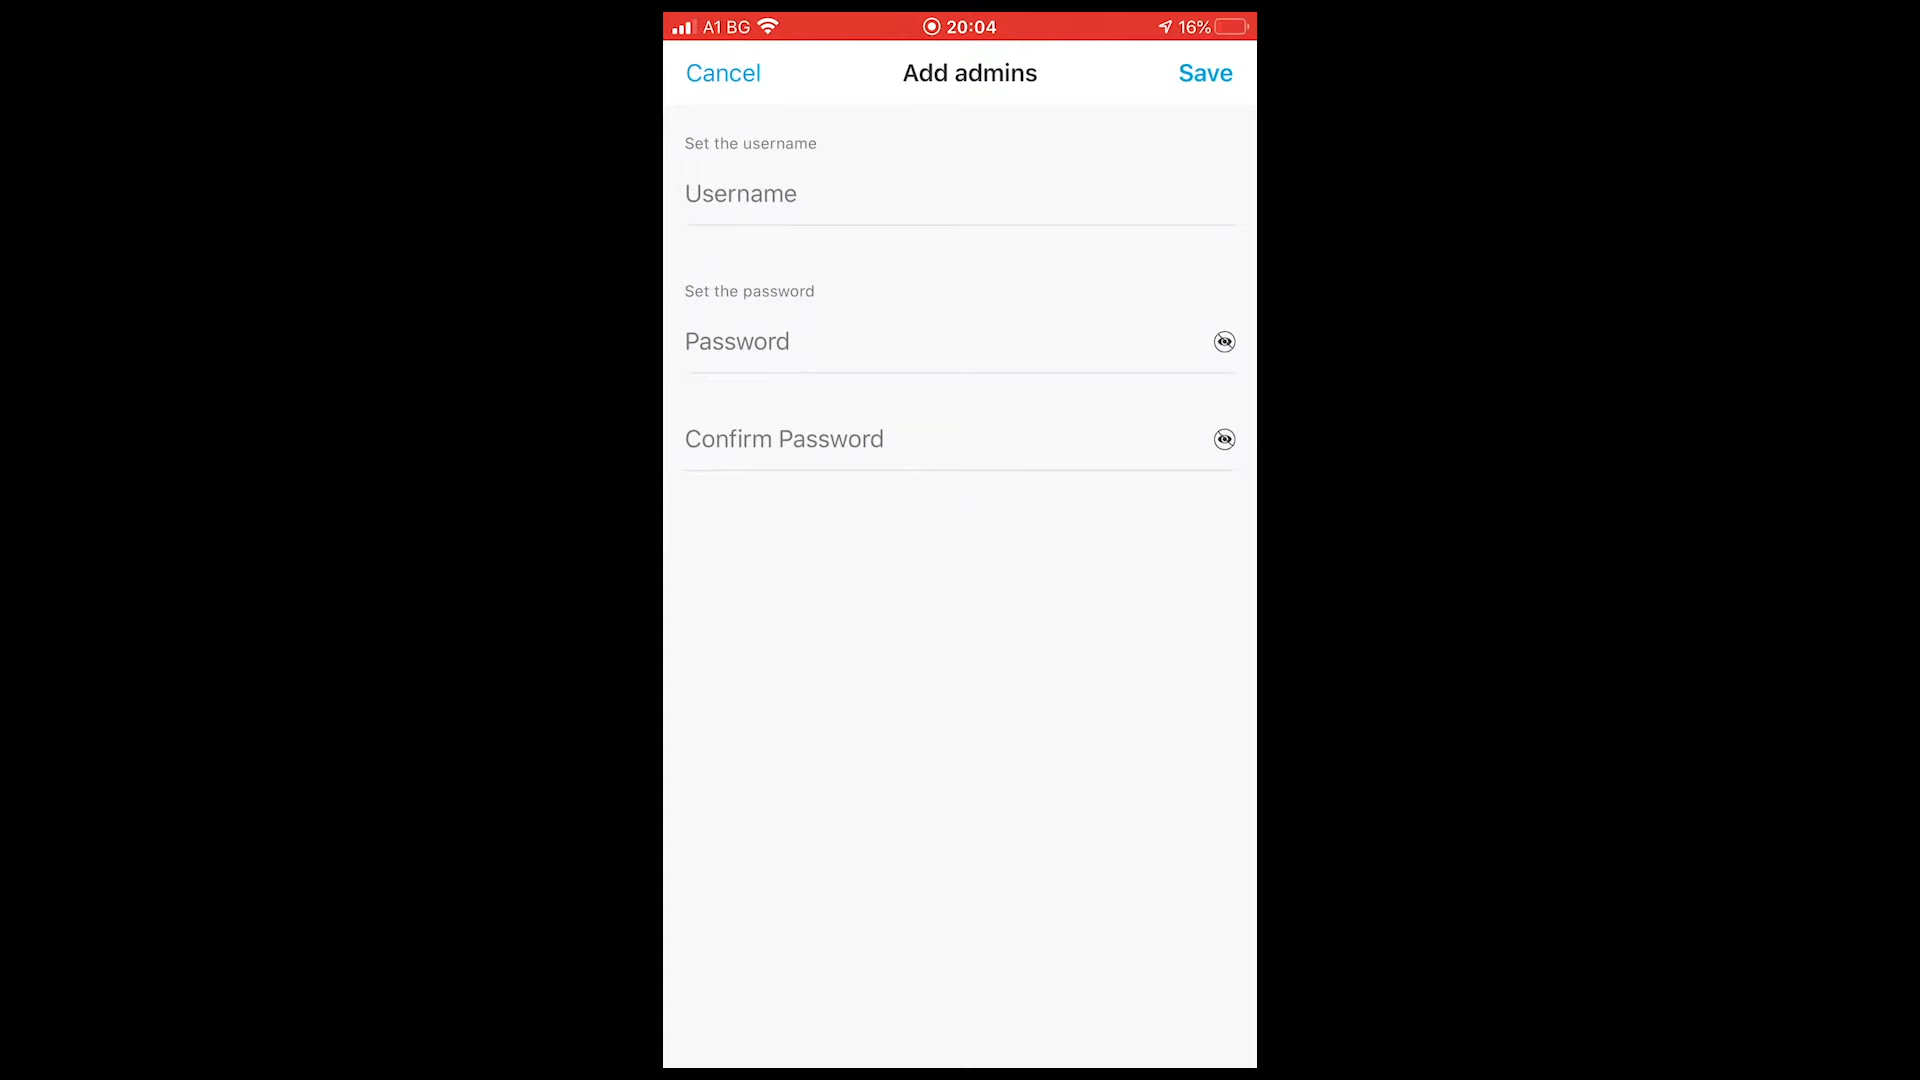 A1 BG 20:04 16%
Cancel Add admins Save
Set the username
Username
Set the password
Password
Confirm Password